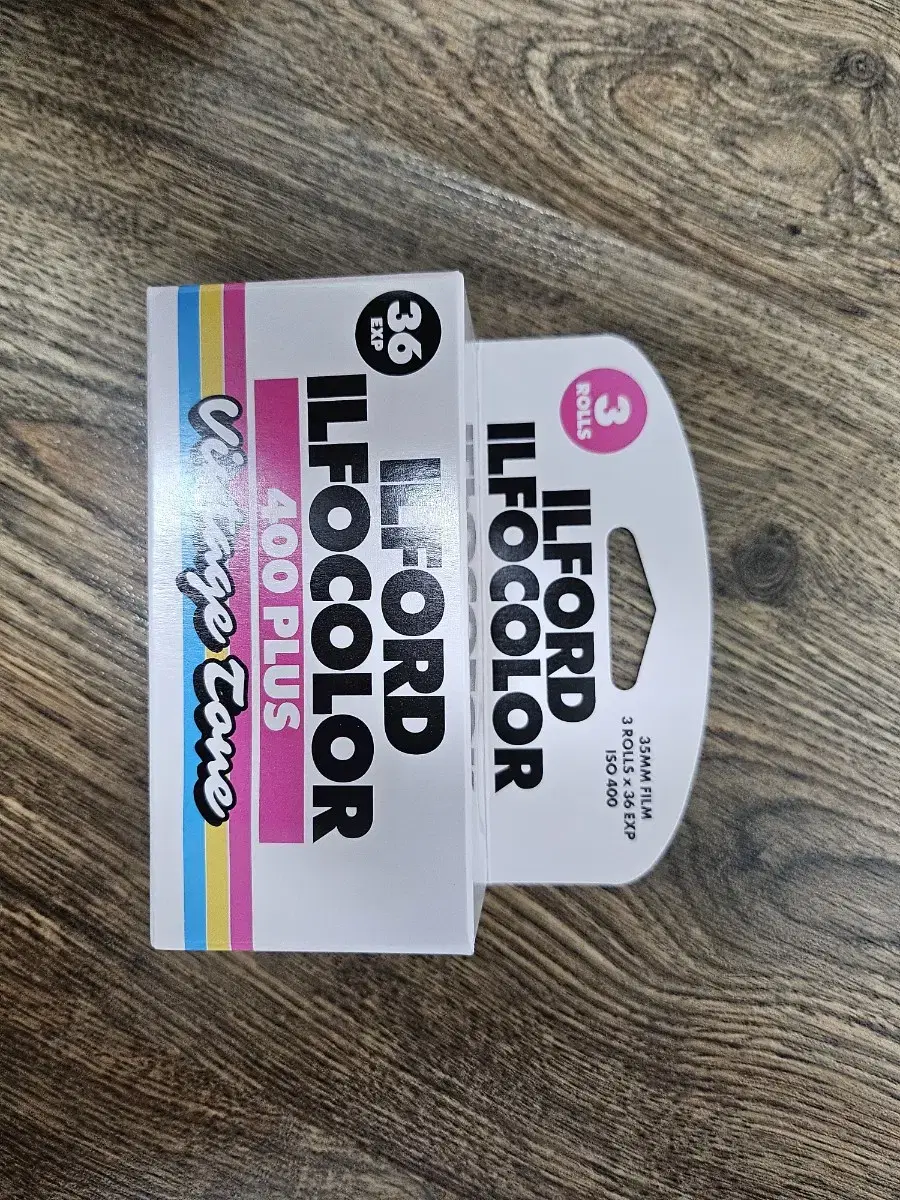 3
ROLLS
ILFORD
ILFOCOLOR
35MM FILM
3 ROLLS x 36 EXP
ISO 400
36
EXP
ILFORD
ILFOCOLOR
400 PLUS
Vintage Tone